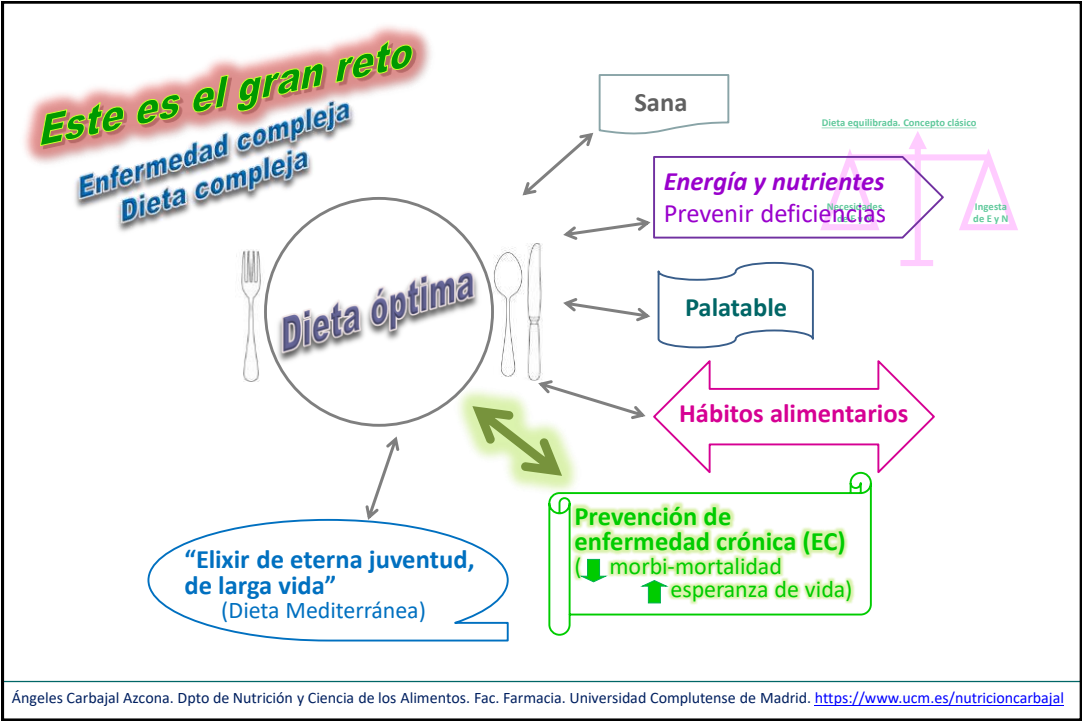 Este es el gran reto
Enfermedad compleja
Dieta compleja
Sana
Dieta equilibrada. Concepto clásico
Energía y nutrientes
Prevenir deficiencias
Necesidades
Ingesta
de E y N
Palatable
Dieta óptima
Hábitos alimentarios
Prevención de
enfermedad crónica (EC)
( morbi-mortalidad
esperanza de vida)
“Elixir de eterna juventud,
de larga vida”
(Dieta Mediterránea)
Ángeles Carbajal Azcona. Dpto de Nutrición y Ciencia de los Alimentos. Fac. Farmacia. Universidad Complutense de Madrid. https://www.ucm.es/nutricioncarbajal